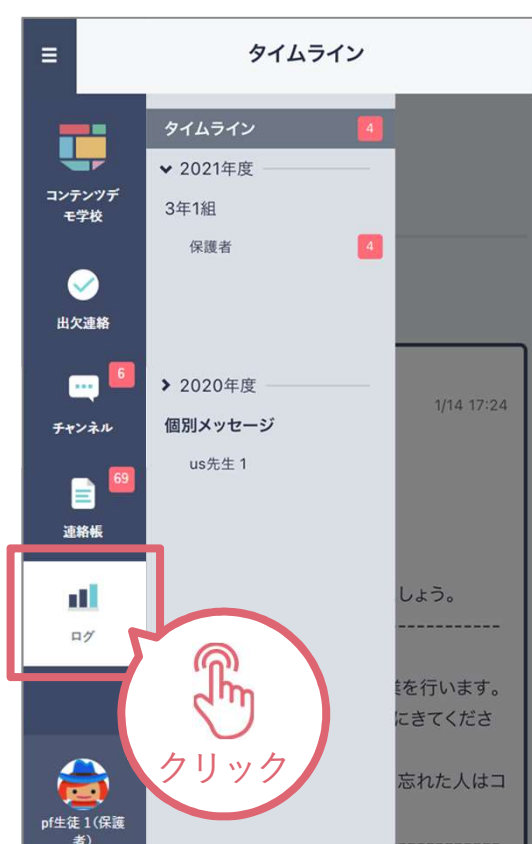 タイムライン
コンテンツデ
モ学校
出欠連絡
6
チャンネル
69
連絡帳
ログ
pf生徒1(保護
者)
タイムライン 4
2021年度
3年1組
保護者 4
2020年度
個別メッセージ
us先生 1
クリック
1/14 17:24
しょう。
-----------
業を行います。
にきてくださ
忘れた人はコ
-----------